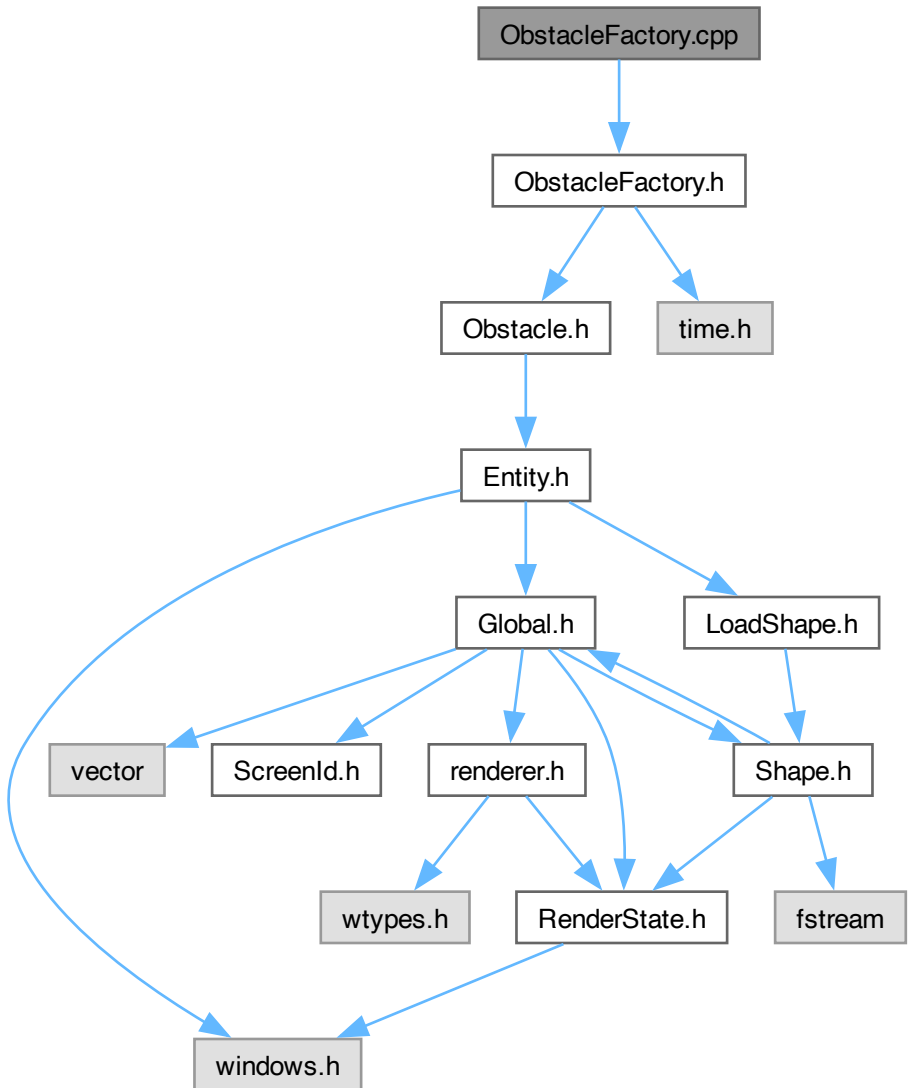 ObstacleFactory.cpp
ObstacleFactory.h
Obstacle.h
time.h
Entity.h
Global.h
LoadShape.h
vector
ScreenId.h
renderer.h
Shape.h
wtypes.h
RenderState.h
fstream
windows.h